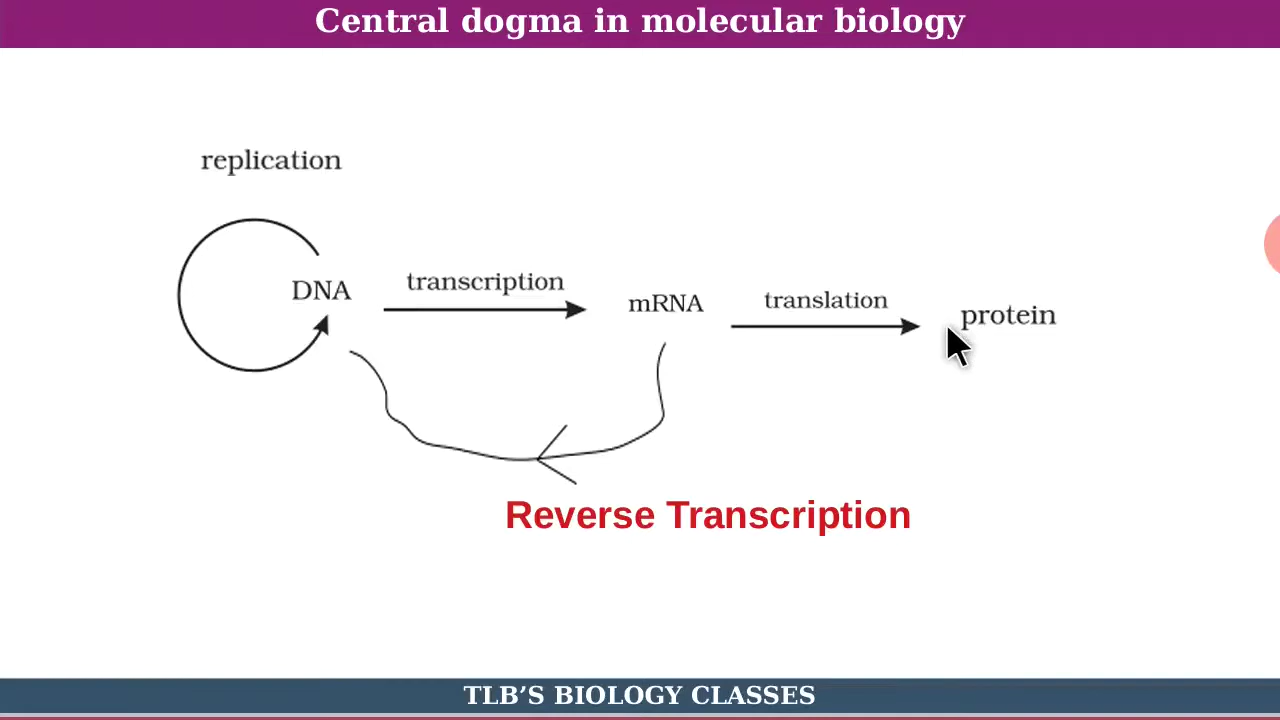 Central dogma in molecular biology
replication
DNA
transcription
mRNA
translation
protein
Reverse Transcription
TLB’S BIOLOGY CLASSES